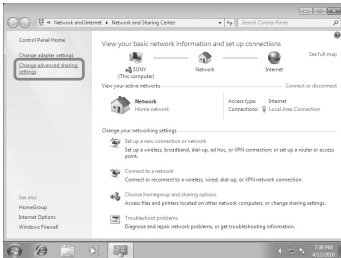 « Network and Internet ▸ Network and Sharing Center
Search Control Panel
Control Panel Home
Change adapter settings
Change advanced sharing
settings
View your basic network information and set up connections
See full map
SONY
(This computer)
Network
Internet
View your active networks
Connect or disconnect
Network
Home network
Access type: Internet
Connections: Local Area Connection
Change your networking settings
Set up a new connection or network
Set up a wireless, broadband, dial-up, ad hoc, or VPN connection; or set up a router or access
point.
Connect to a network
Connect or reconnect to a wireless, wired, dial-up, or VPN network connection.
Choose homegroup and sharing options
Access files and printers located on other network computers, or change sharing settings.
Troubleshoot problems
Diagnose and repair network problems, or get troubleshooting information.
See also
HomeGroup
Internet Options
Windows Firewall
7:36 PM
4/12/2010